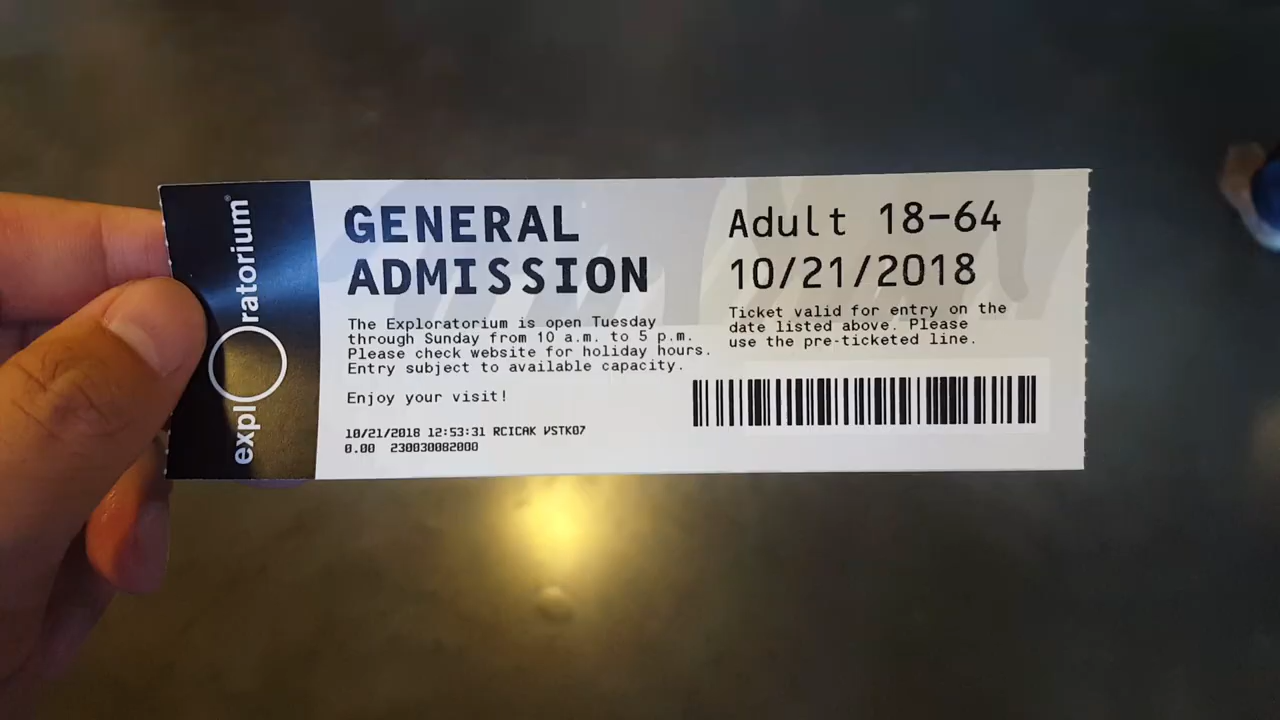 explOratorium®
GENERAL
ADMISSION
The Exploratorium is open Tuesday
through Sunday from 10 a.m. to 5 p.m.
Please check website for holiday hours.
Entry subject to available capacity.
Enjoy your visit!
10/21/2018 12:53:31 RCICAK WSTK07
0.00 230030082000
Adult 18-64
10/21/2018
Ticket valid for entry on the
date listed above. Please
use the pre-ticketed line.